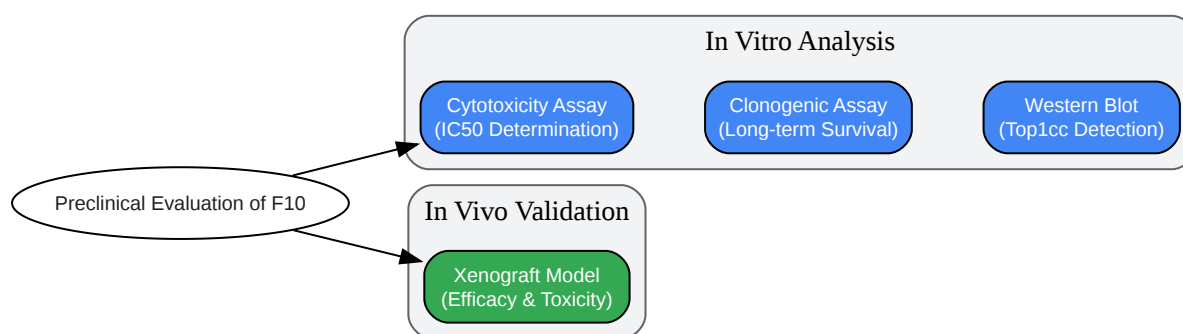 In Vitro Analysis
Cytotoxicity Assay
(IC50 Determination)
Clonogenic Assay
(Long-term Survival)
Western Blot
(Top1cc Detection)
Preclinical Evaluation of F10
In Vivo Validation
Xenograft Model
(Efficacy & Toxicity)